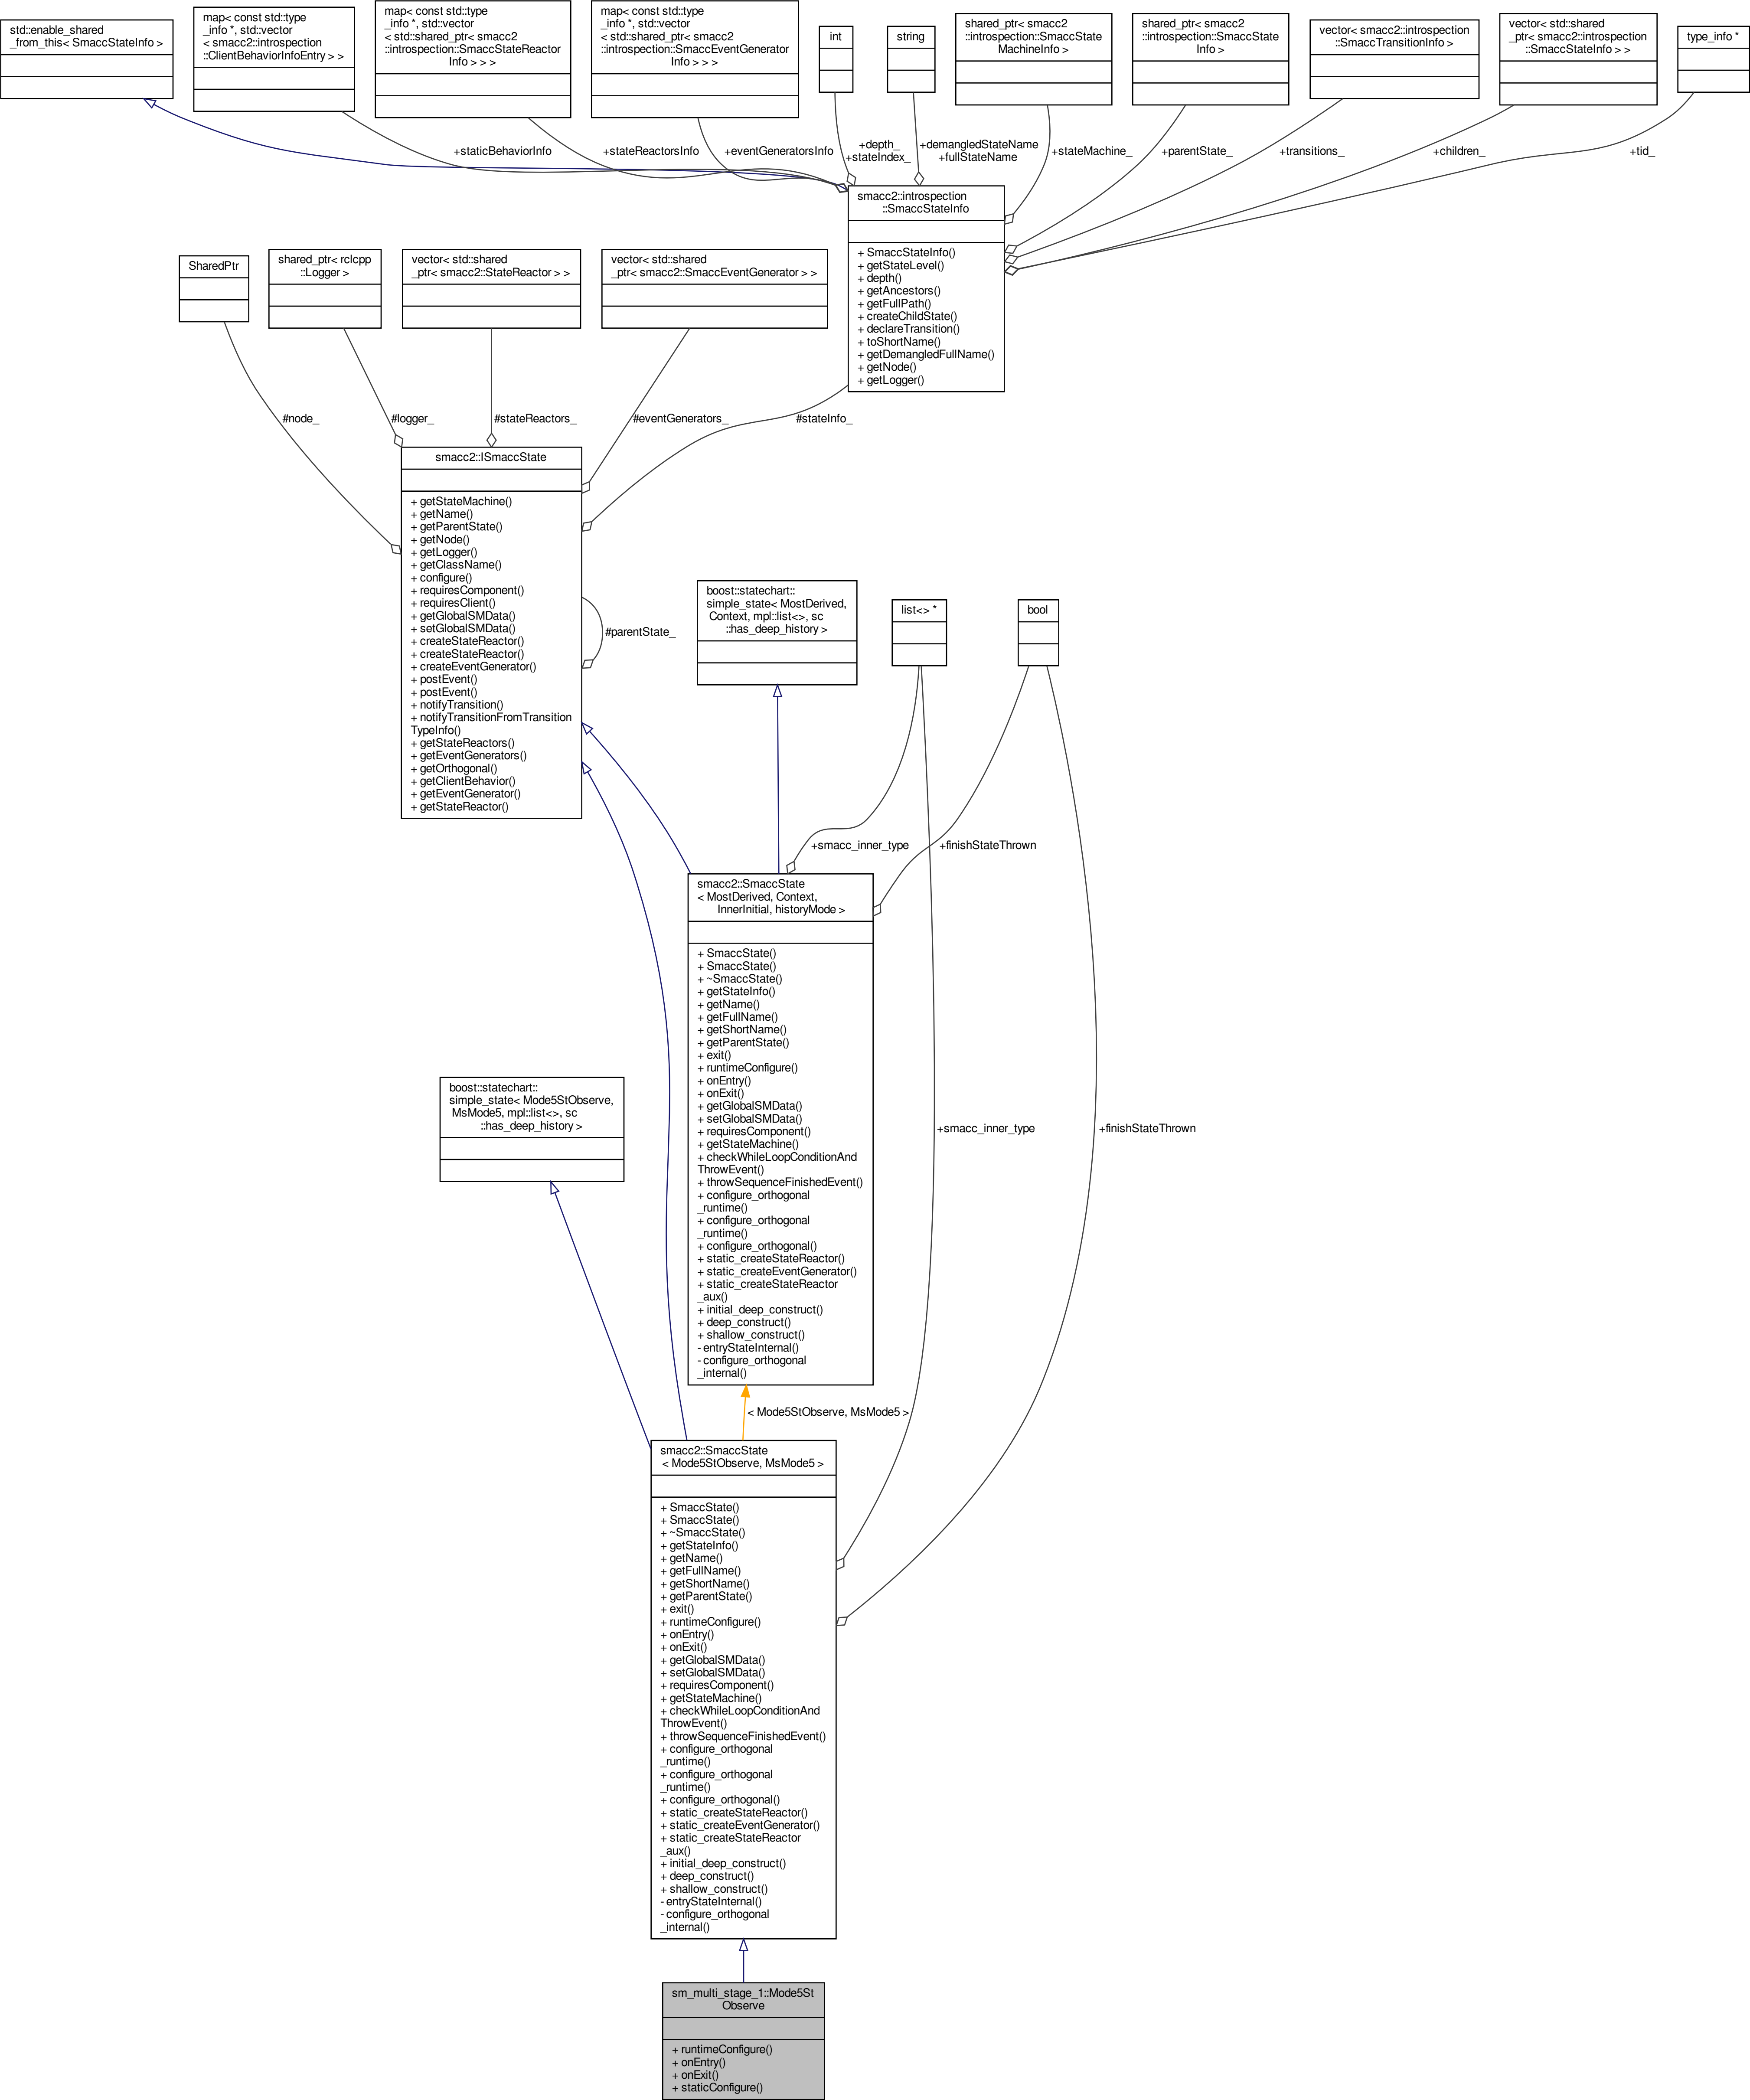 std::enable_shared
_from_this< SmaccStateInfo >
map< const std::type
_info *, std::vector
< smacc2::introspection
::ClientBehaviorInfoEntry > >
map< const std::type
_info *, std::vector
< std::shared_ptr< smacc2
::introspection::SmaccStateReactor
Info > > >
map< const std::type
_info *, std::vector
< std::shared_ptr< smacc2
::introspection::SmaccEventGenerator
Info > > >
int
string
shared_ptr< smacc2
::introspection::SmaccState
MachineInfo >
shared_ptr< smacc2
::introspection::SmaccState
Info >
vector< smacc2::introspection
::SmaccTransitionInfo >
vector< std::shared
_ptr< smacc2::introspection
::SmaccStateInfo > >
type_info *
+staticBehaviorInfo
+stateReactorsInfo
+eventGeneratorsInfo
+depth_
+stateIndex_
+demangledStateName
+fullStateName
+stateMachine_
+parentState_
+transitions_
+children_
+tid_
smacc2::introspection
::SmaccStateInfo
+ SmaccStateInfo()
+ getStateLevel()
+ depth()
+ getAncestors()
+ getFullPath()
+ createChildState()
+ declareTransition()
+ toShortName()
+ getDemangledFullName()
+ getNode()
+ getLogger()
SharedPtr
shared_ptr< rclcpp
::Logger >
vector< std::shared
_ptr< smacc2::StateReactor > >
vector< std::shared
_ptr< smacc2::SmaccEventGenerator > >
#node_
#logger_
#stateReactors_
#eventGenerators_
#stateInfo_
smacc2::ISmaccState
+ getStateMachine()
+ getName()
+ getParentState()
+ getNode()
+ getLogger()
+ getClassName()
+ configure()
+ requiresComponent()
+ requiresClient()
+ getGlobalSMData()
+ setGlobalSMData()
+ createStateReactor()
+ createStateReactor()
+ createEventGenerator()
+ postEvent()
+ postEvent()
+ notifyTransition()
+ notifyTransitionFromTransition
TypeInfo()
+ getStateReactors()
+ getEventGenerators()
+ getOrthogonal()
+ getClientBehavior()
+ getEventGenerator()
+ getStateReactor()
#parentState_
boost::statechart::
simple_state< MostDerived,
Context, mpl::list<>, sc
::has_deep_history >
list<> *
bool
+smacc_inner_type
+finishStateThrown
smacc2::SmaccState
< MostDerived, Context,
InnerInitial, historyMode >
+ SmaccState()
+ SmaccState()
+ ~SmaccState()
+ getStateInfo()
+ getName()
+ getFullName()
+ getShortName()
+ getParentState()
+ exit()
+ runtimeConfigure()
+ onEntry()
+ onExit()
+ getGlobalSMData()
+ setGlobalSMData()
+ requiresComponent()
+ getStateMachine()
+ checkWhileLoopConditionAnd
ThrowEvent()
+ throwSequenceFinishedEvent()
+ configure_orthogonal
_runtime()
+ configure_orthogonal
_runtime()
+ configure_orthogonal()
+ static_createStateReactor()
+ static_createEventGenerator()
+ static_createStateReactor
_aux()
+ initial_deep_construct()
+ deep_construct()
+ shallow_construct()
- entryStateInternal()
- configure_orthogonal
_internal()
boost::statechart::
simple_state< Mode5StObserve,
MsMode5, mpl::list<>, sc
::has_deep_history >
+smacc_inner_type
+finishStateThrown
< Mode5StObserve, MsMode5 >
smacc2::SmaccState
< Mode5StObserve, MsMode5 >
+ SmaccState()
+ SmaccState()
+ ~SmaccState()
+ getStateInfo()
+ getName()
+ getFullName()
+ getShortName()
+ getParentState()
+ exit()
+ runtimeConfigure()
+ onEntry()
+ onExit()
+ getGlobalSMData()
+ setGlobalSMData()
+ requiresComponent()
+ getStateMachine()
+ checkWhileLoopConditionAnd
ThrowEvent()
+ throwSequenceFinishedEvent()
+ configure_orthogonal
_runtime()
+ configure_orthogonal
_runtime()
+ configure_orthogonal()
+ static_createStateReactor()
+ static_createEventGenerator()
+ static_createStateReactor
_aux()
+ initial_deep_construct()
+ deep_construct()
+ shallow_construct()
- entryStateInternal()
- configure_orthogonal
_internal()
sm_multi_stage_1::Mode5St
Observe
+ runtimeConfigure()
+ onEntry()
+ onExit()
+ staticConfigure()